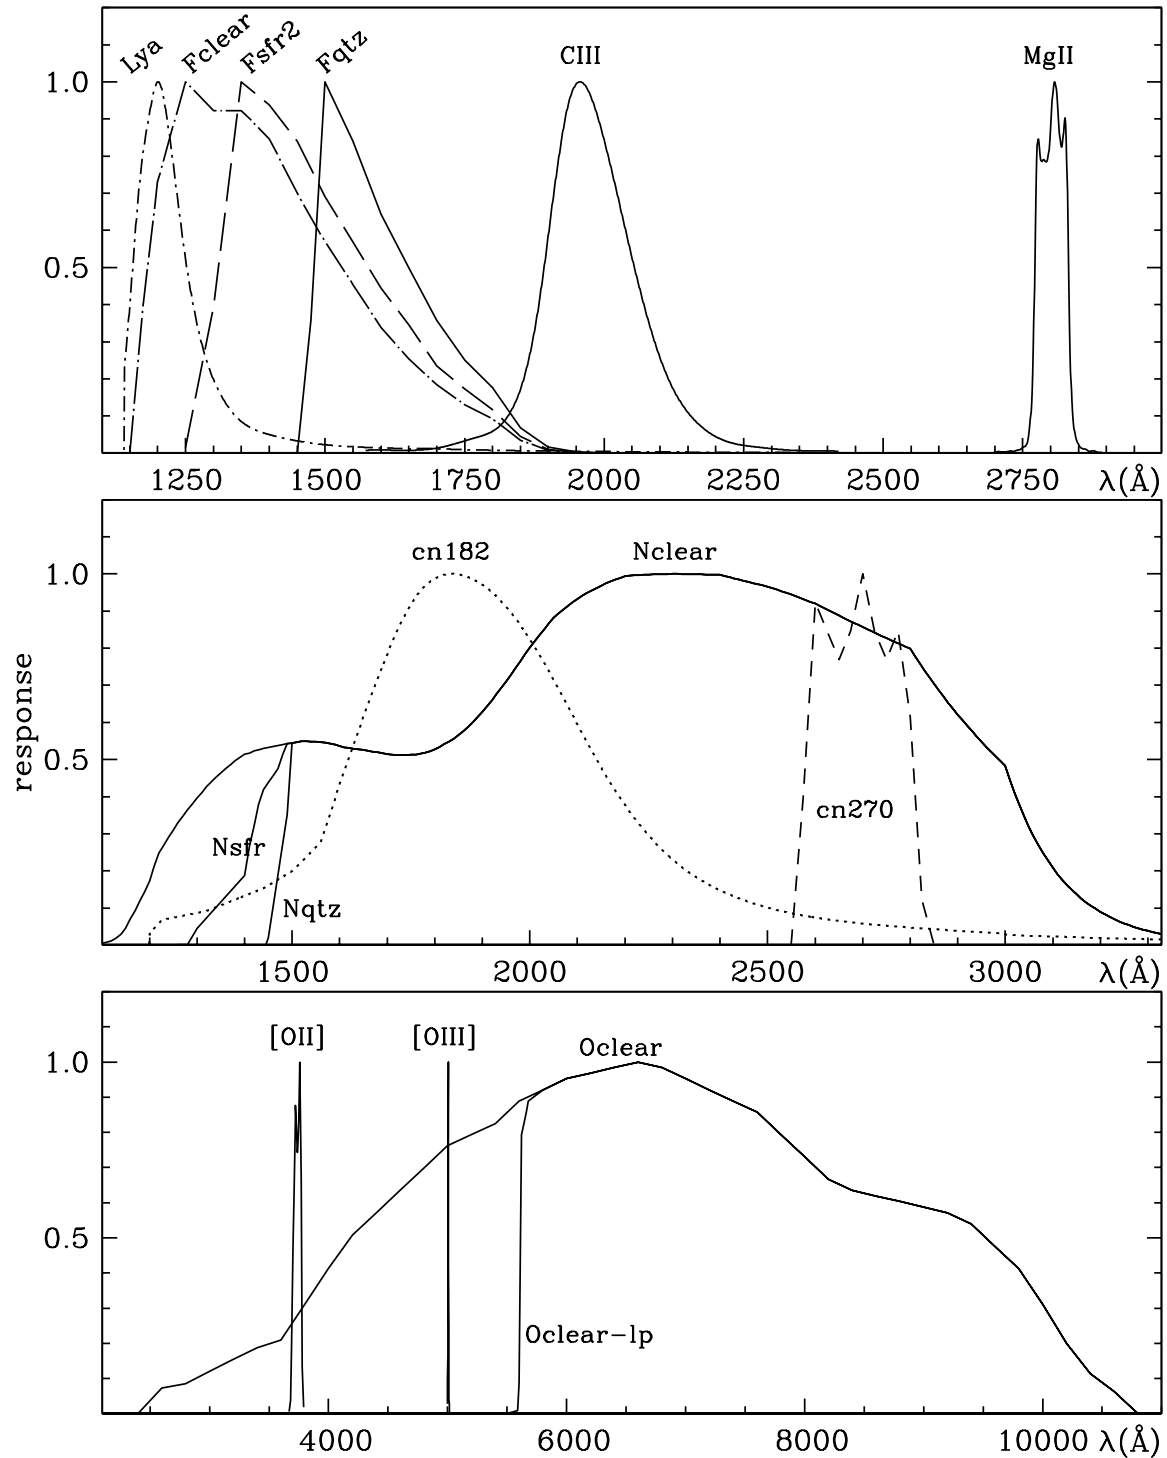 Lya Fclear Fsfr2 Fqtz CIII MgII
1.0
0.5
1250 1500 1750 2000 2250 2500 2750 λ(Å)
cn182 Nclear
1.0
response
0.5
cn270
Nsfr
Nqtz
1500 2000 2500 3000 λ(Å)
[OII] [OIII] Oclear
1.0
0.5
Oclear-lp
4000 6000 8000 10000 λ(Å)